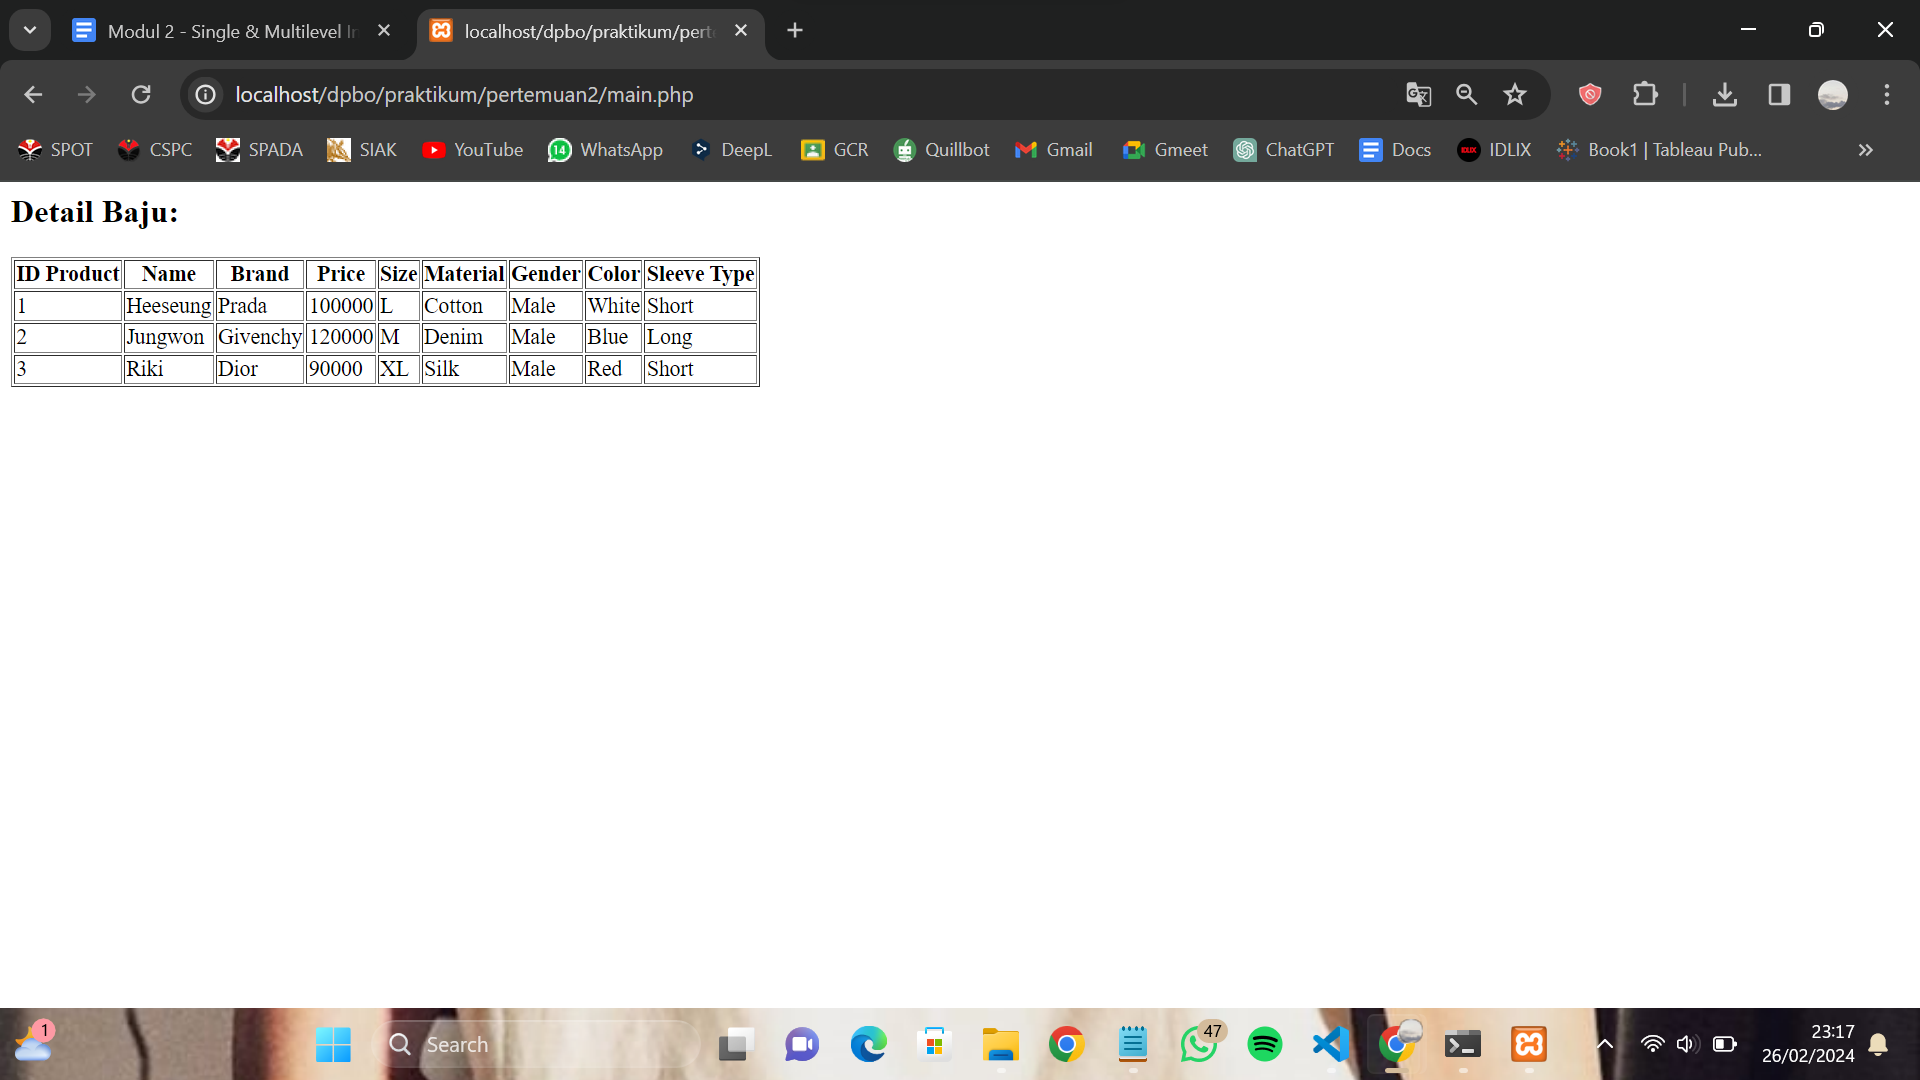 Modul 2 - Single & Multilevel In
localhost/dpbo/praktikum/pert
localhost/dpbo/praktikum/pertemuan2/main.php
SPOT CSPC SPADA SIAK YouTube 14 WhatsApp DeepL GCR Quillbot Gmail Gmeet ChatGPT Docs IDLIX IDLIX Book1 | Tableau Pub...
Detail Baju:
ID Product Name Brand Price Size Material Gender Color Sleeve Type
1 Heeseung Prada 100000 L Cotton Male White Short
2 Jungwon Givenchy 120000 M Denim Male Blue Long
3 Riki Dior 90000 XL Silk Male Red Short
1
Search
47
23:17
26/02/2024